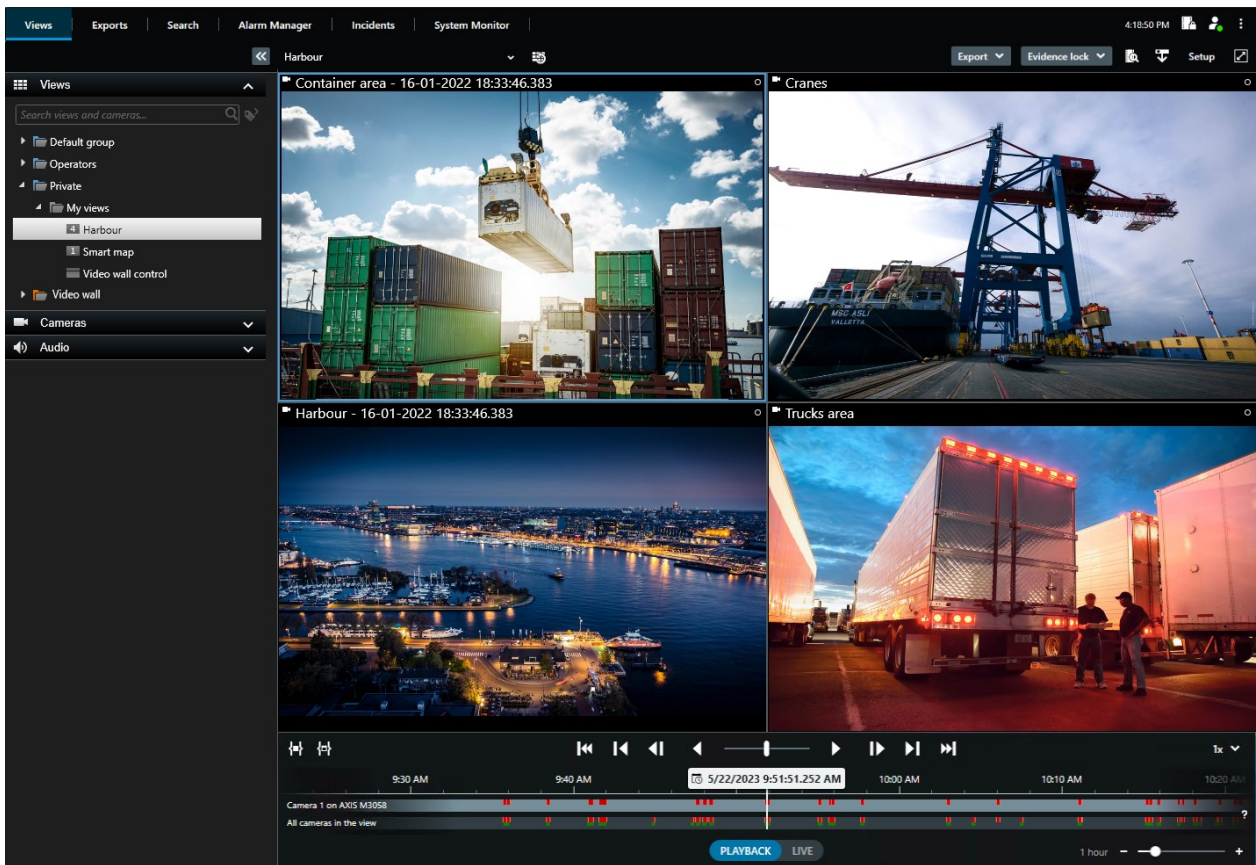 Views Exports Search Alarm Manager Incidents System Monitor 4:18:50 PM
Harbour Export Evidence lock Setup
Views
Search views and cameras...
Default group
Operators
Private
My views
4 Harbour
1 Smart map
Video wall control
Video wall
Cameras
Audio
Container area - 16-01-2022 18:33:46.383
Cranes
MSC ASLI
VALLETTA
Harbour - 16-01-2022 18:33:46.383
Trucks area
1x
9:30 AM 9:40 AM 5/22/2023 9:51:51.252 AM 10:00 AM 10:10 AM 10:20 AM
Camera 1 on AXIS M3058
All cameras in the view ?
PLAYBACK LIVE 1 hour - +